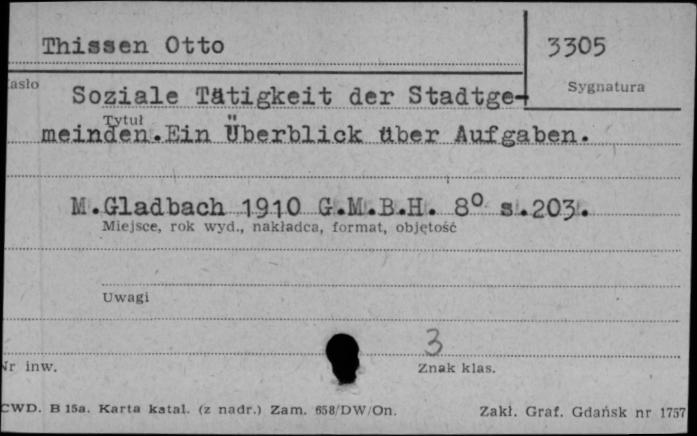 Thissen Otto
3305
asło
Sygnatura
Soziale Tätigkeit der Stadtge-
Tytuł
meinden.Ein Überblick über Aufgaben.
M.Gladbach 1910 G.M.B.H. 8º s.203.
Miejsce, rok wyd., nakładca, format, objętość
Uwagi
3
Nr inw.
Znak klas.
CWD. B 15a. Karta katal. (z nadr.) Zam. 658/DW/On.
Zakł. Graf. Gdańsk nr 1757